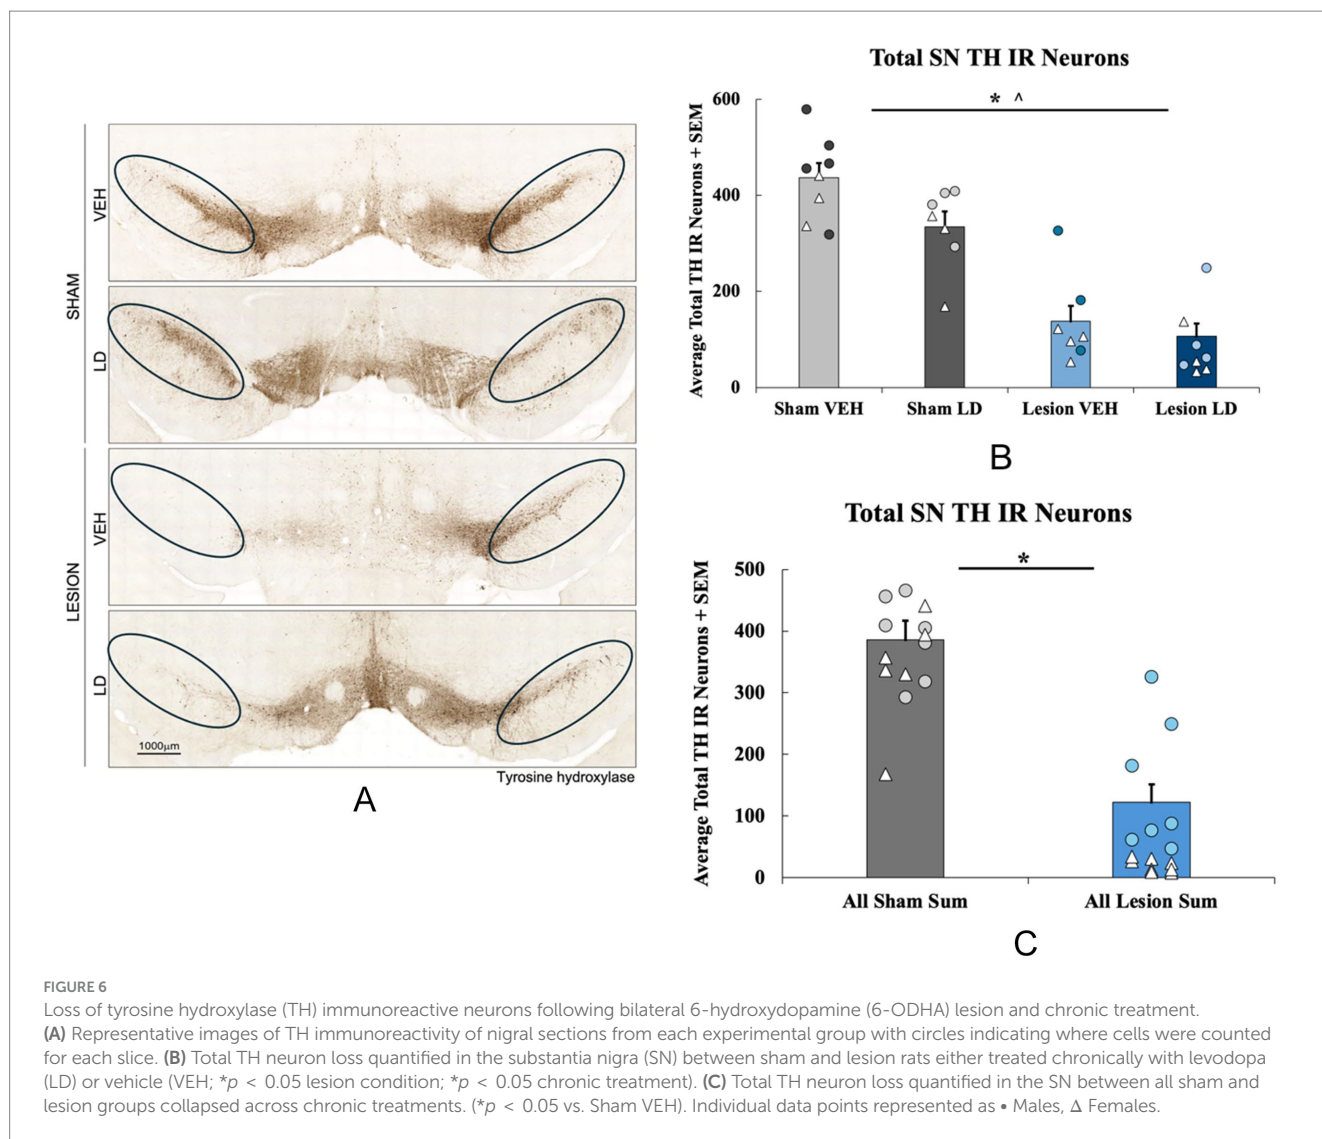 SHAM
VEH
LD
LESION
VEH
LD
1000μm
Tyrosine hydroxylase
A
Total SN TH IR Neurons
Average Total TH IR Neurons + SEM
600
400
200
0
* ^
Sham VEH
Sham LD
Lesion VEH
Lesion LD
B
Total SN TH IR Neurons
Average Total TH IR Neurons + SEM
500
400
300
200
100
0
*
All Sham Sum
All Lesion Sum
C
FIGURE 6
Loss of tyrosine hydroxylase (TH) immunoreactive neurons following bilateral 6-hydroxydopamine (6-ODHA) lesion and chronic treatment.
(A) Representative images of TH immunoreactivity of nigral sections from each experimental group with circles indicating where cells were counted
for each slice. (B) Total TH neuron loss quantified in the substantia nigra (SN) between sham and lesion rats either treated chronically with levodopa
(LD) or vehicle (VEH; *p < 0.05 lesion condition; *p < 0.05 chronic treatment). (C) Total TH neuron loss quantified in the SN between all sham and
lesion groups collapsed across chronic treatments. (*p < 0.05 vs. Sham VEH). Individual data points represented as • Males, Δ Females.